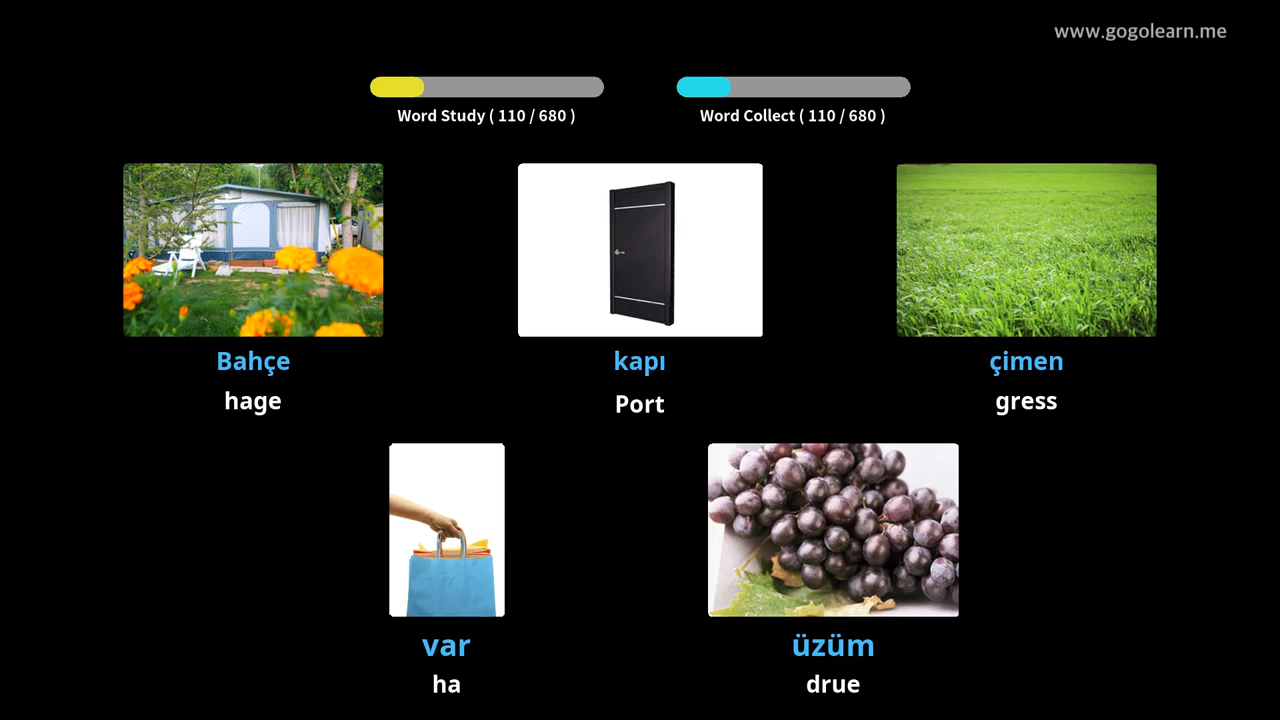 www.gogolearn.me
Word Study ( 110 / 680 )
Word Collect ( 110 / 680 )
Bahçe
hage
kapı
Port
çimen
gress
var
ha
üzüm
drue